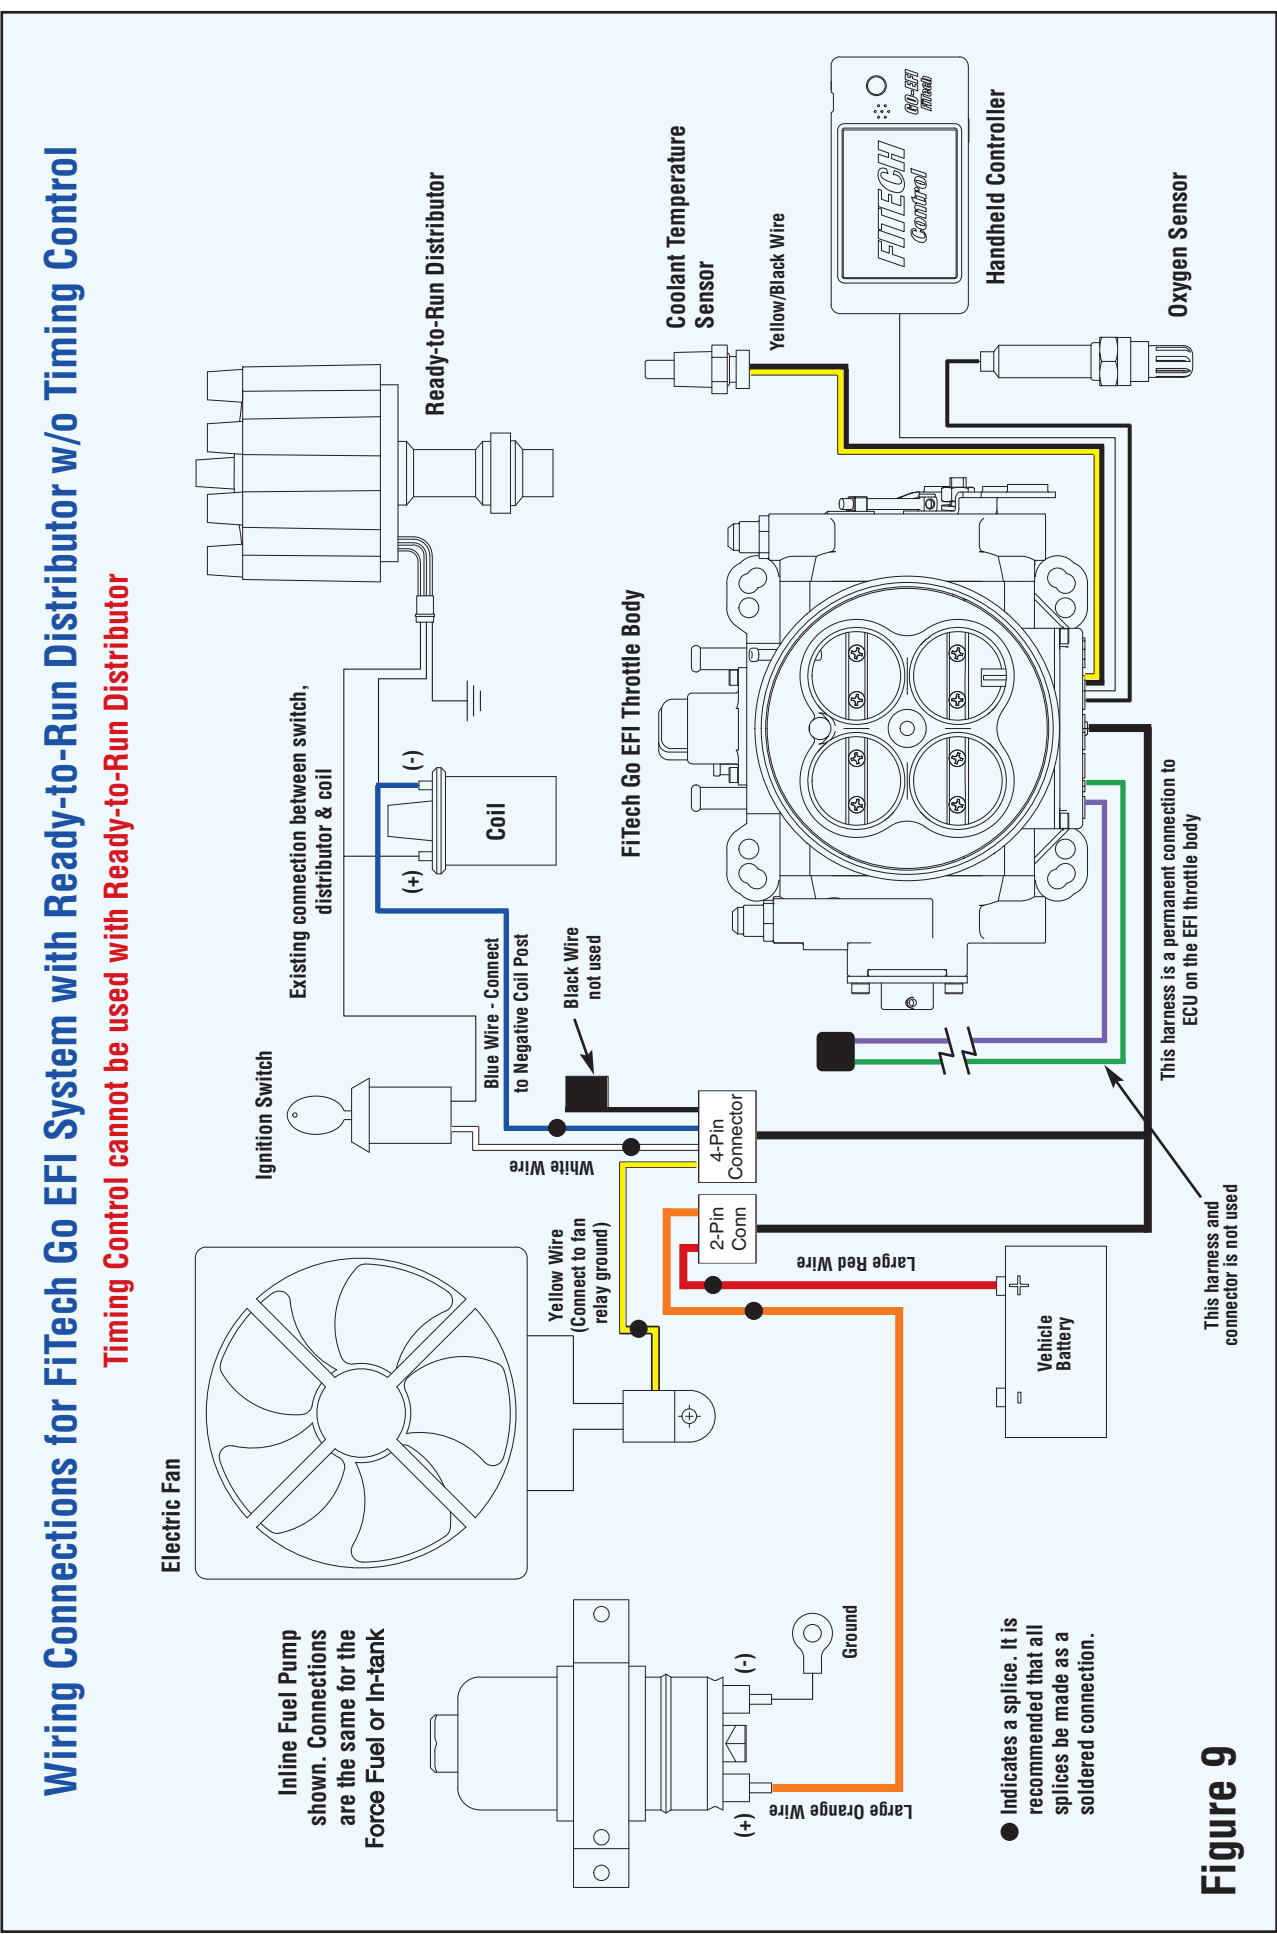 Wiring Connections for FiTech Go EFI System with Ready-to-Run Distributor w/o Timing Control
Timing Control cannot be used with Ready-to-Run Distributor
Electric Fan
Ignition Switch
Existing connection between switch,
distributor & coil
Ready-to-Run Distributor
Inline Fuel Pump
shown. Connections
are the same for the
Force Fuel or In-tank
(+)
(-)
Coil
Blue Wire - Connect
to Negative Coil Post
White Wire
Black Wire
not used
Yellow Wire
(Connect to fan
relay ground)
FiTech Go EFI Throttle Body
Coolant Temperature
Sensor
Yellow/Black Wire
4-Pin
Connector
2-Pin
Conn
(+)
(-)
Large Orange Wire
Ground
Large Red Wire
FITECH
Control
GO-EFI
FiTech
Handheld Controller
Vehicle
Battery
+
-
Indicates a splice. It is
recommended that all
splices be made as a
soldered connection.
This harness is a permanent connection to
ECU on the EFI throttle body
Oxygen Sensor
This harness and
connector is not used
Figure 9